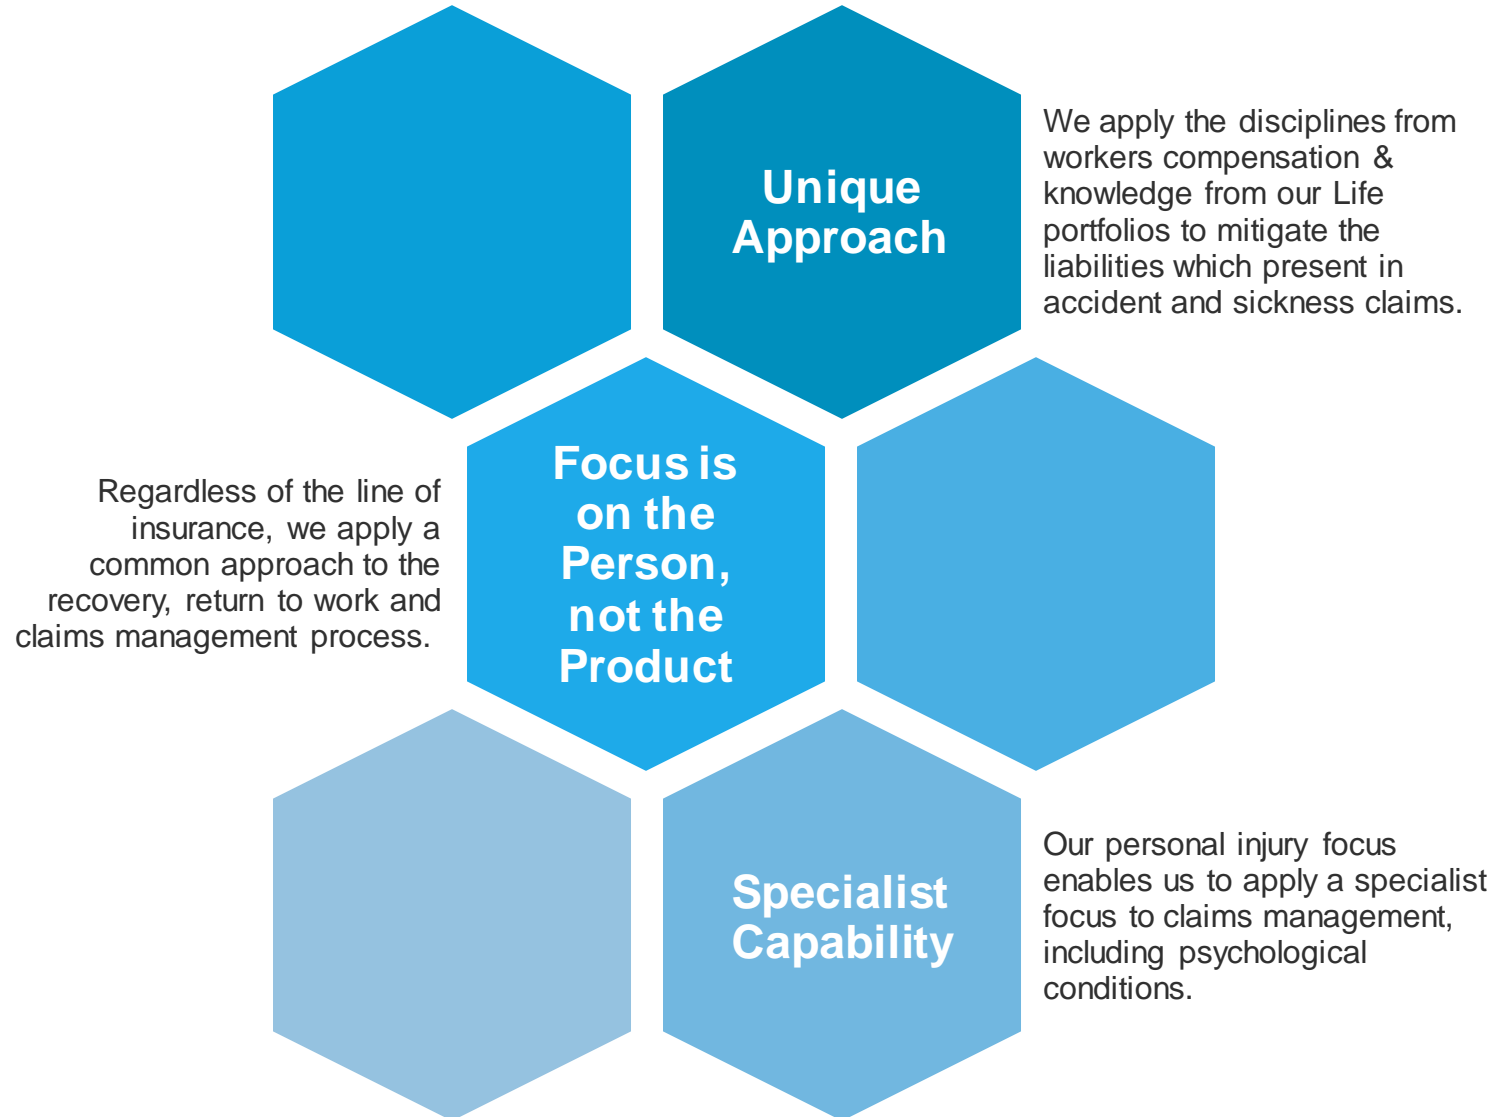 Unique
Approach
We apply the disciplines from
workers compensation &
knowledge from our Life
portfolios to mitigate the
liabilities which present in
accident and sickness claims.
Regardless of the line of
insurance, we apply a
common approach to the
recovery, return to work and
claims management process.
Focus is
on the
Person,
not the
Product
Specialist
Capability
Our personal injury focus
enables us to apply a specialist
focus to claims management,
including psychological
conditions.